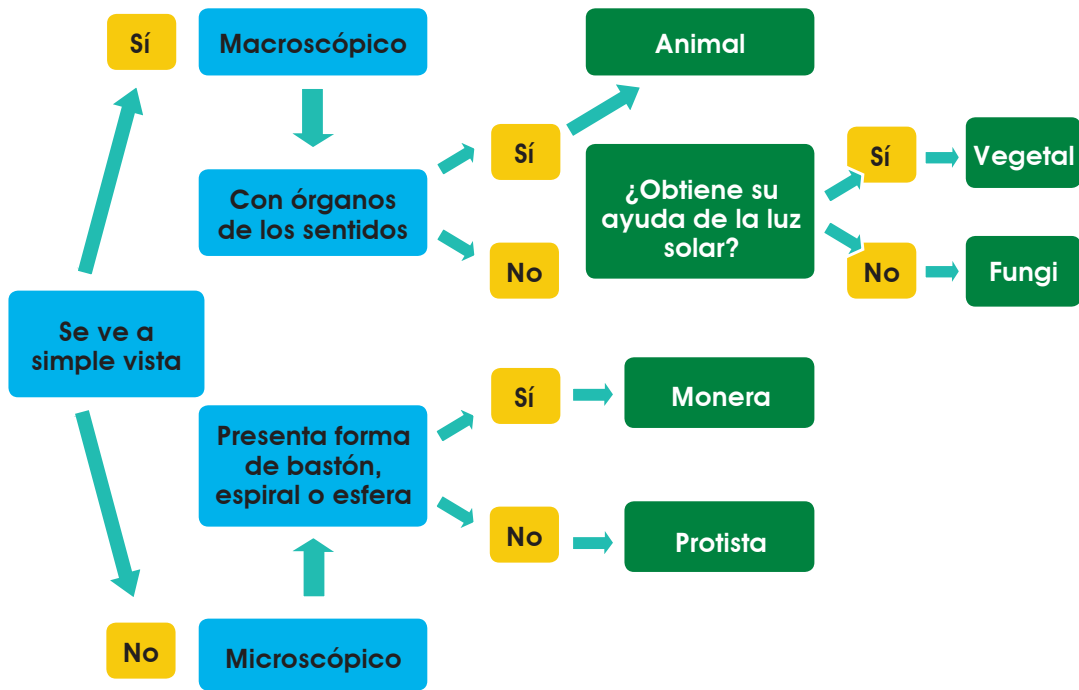 Sí
Macroscópico
Animal
Con órganos
de los sentidos
Sí
No
¿Obtiene su
ayuda de la luz
solar?
Sí
Vegetal
No
Fungi
Se ve a
simple vista
Presenta forma
de bastón,
espiral o esfera
Sí
Monera
No
Protista
No
Microscópico